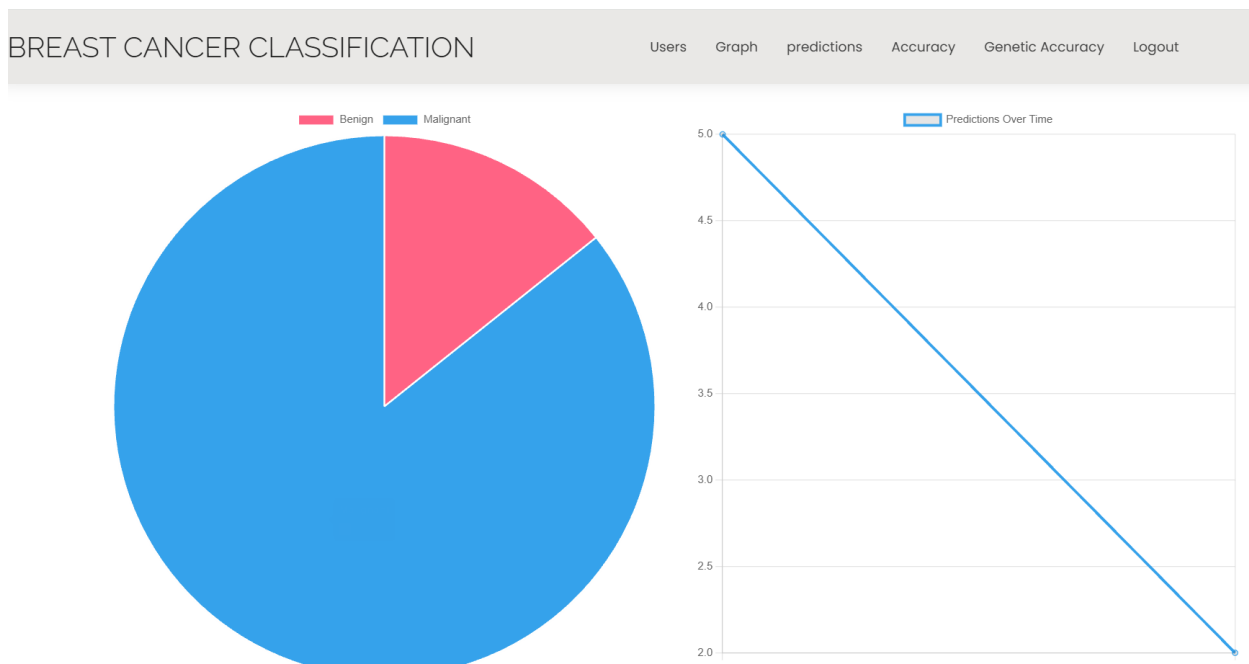 BREAST CANCER CLASSIFICATION
Users Graph predictions Accuracy Genetic Accuracy Logout
Benign Malignant
Predictions Over Time
5.0
4.5
4.0
3.5
3.0
2.5
2.0